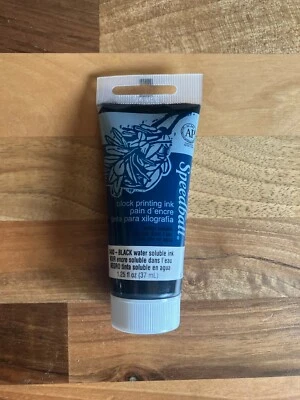 AP
Speedball
block printing ink
pain d'encre
para xilografía
BLACK water soluble ink
encre soluble dans l'eau
tinta soluble en agua
1.25 fl oz (37 mL)